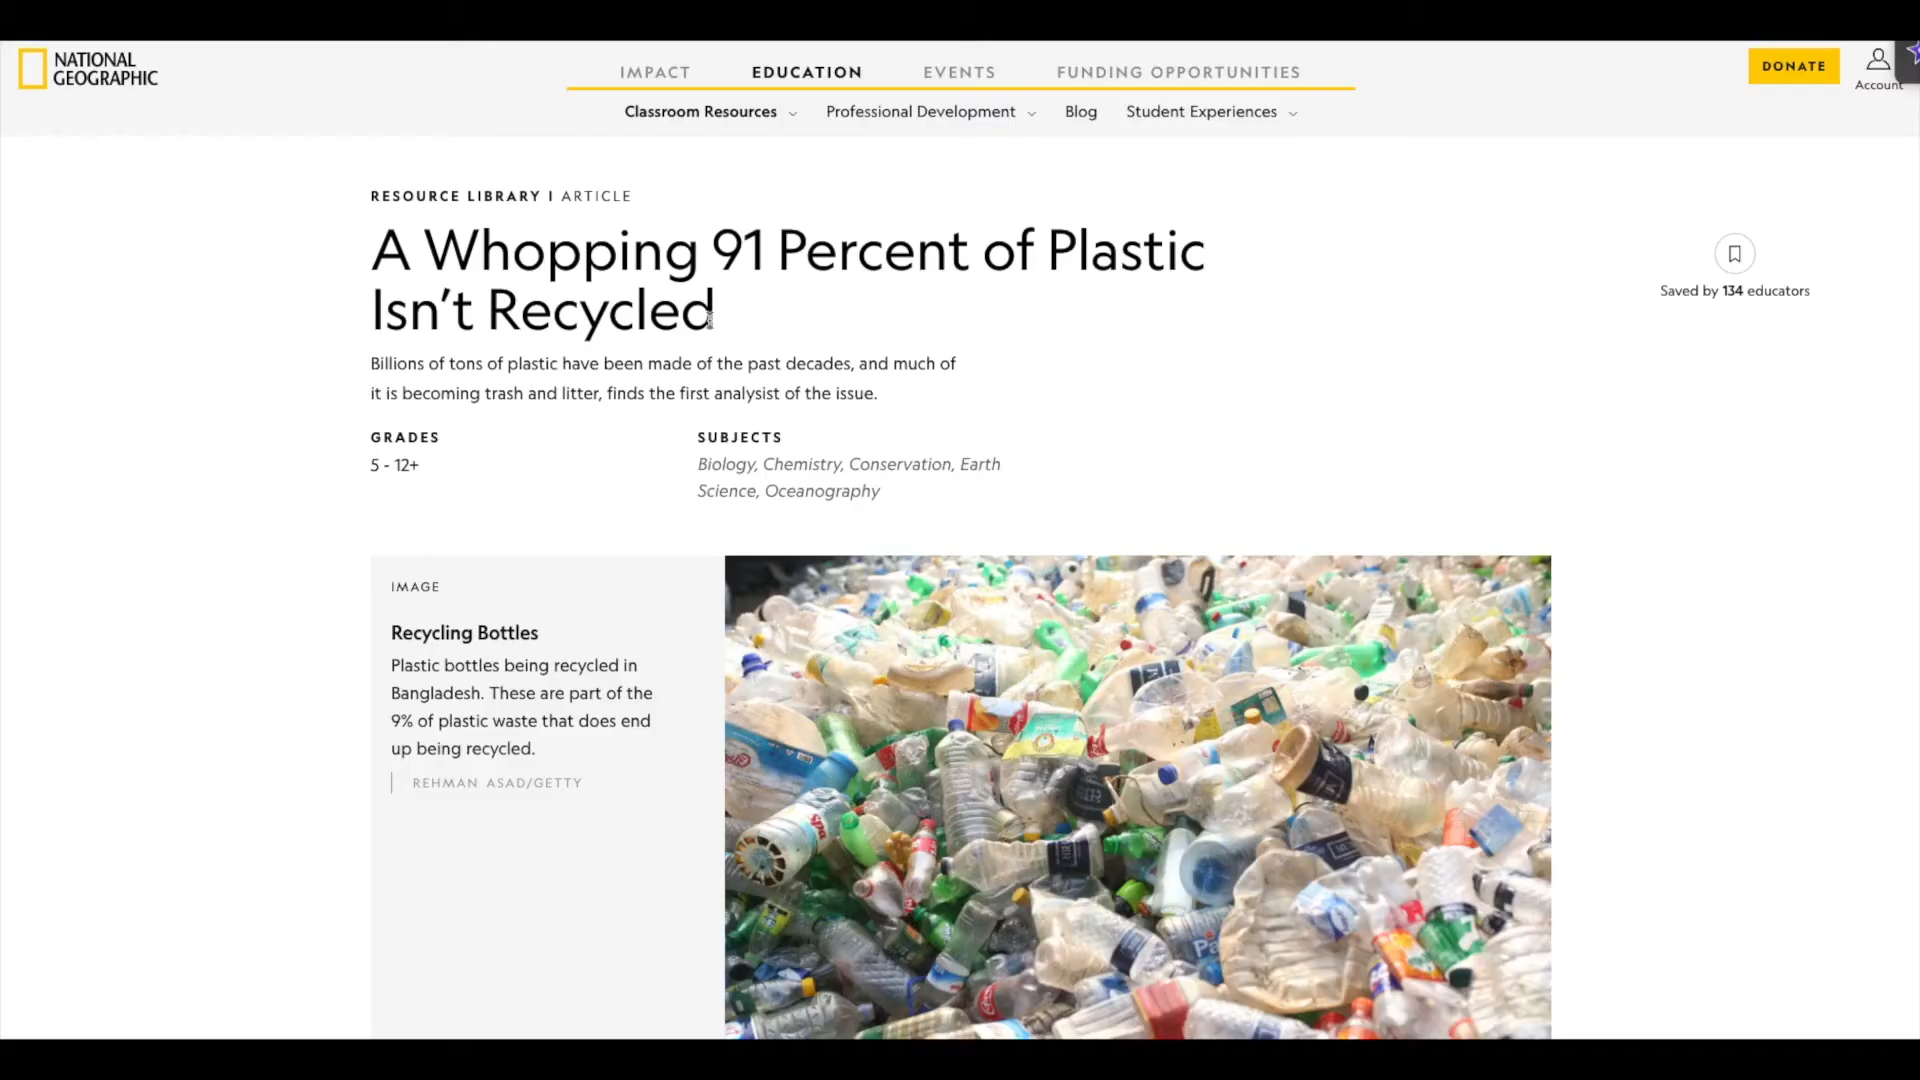 NATIONAL
GEOGRAPHIC
IMPACT EDUCATION EVENTS FUNDING OPPORTUNITIES
DONATE
Account
Classroom Resources Professional Development Blog Student Experiences
RESOURCE LIBRARY | ARTICLE
A Whopping 91 Percent of Plastic
Isn't Recycled
Saved by 134 educators
Billions of tons of plastic have been made of the past decades, and much of
it is becoming trash and litter, finds the first analysist of the issue.
GRADES
5 - 12+
SUBJECTS
Biology, Chemistry, Conservation, Earth
Science, Oceanography
IMAGE
Recycling Bottles
Plastic bottles being recycled in
Bangladesh. These are part of the
9% of plastic waste that does end
up being recycled.
REHMAN ASAD/GETTY
Spa